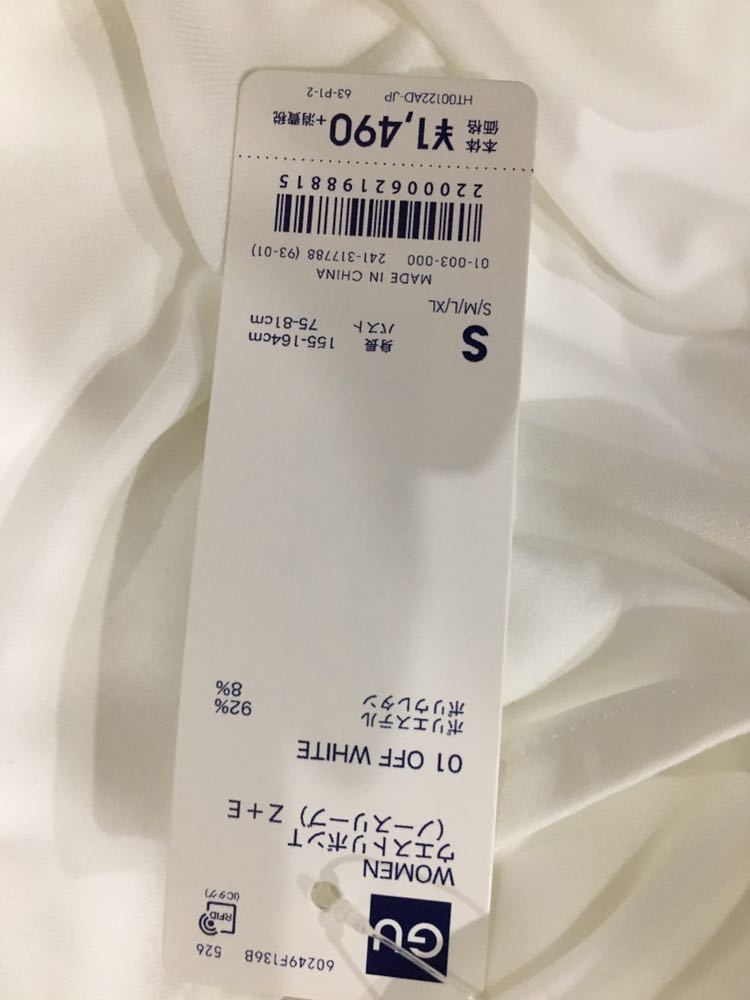 60249F136B 526
GU
RFID
(ICタグ)
WOMEN
ウエストリボンT
(ノースリーブ) Z+E
01 OFF WHITE
ポリエステル 92%
ポリウレタン 8%
S 身長 155-164cm
バスト 75-81cm
S/M/L/XL
MADE IN CHINA
01-003-000 241-317788 (93-01)
2200062198815
本体価格 ¥1,490+消費税
HT00122AD-JP 63-P1-2